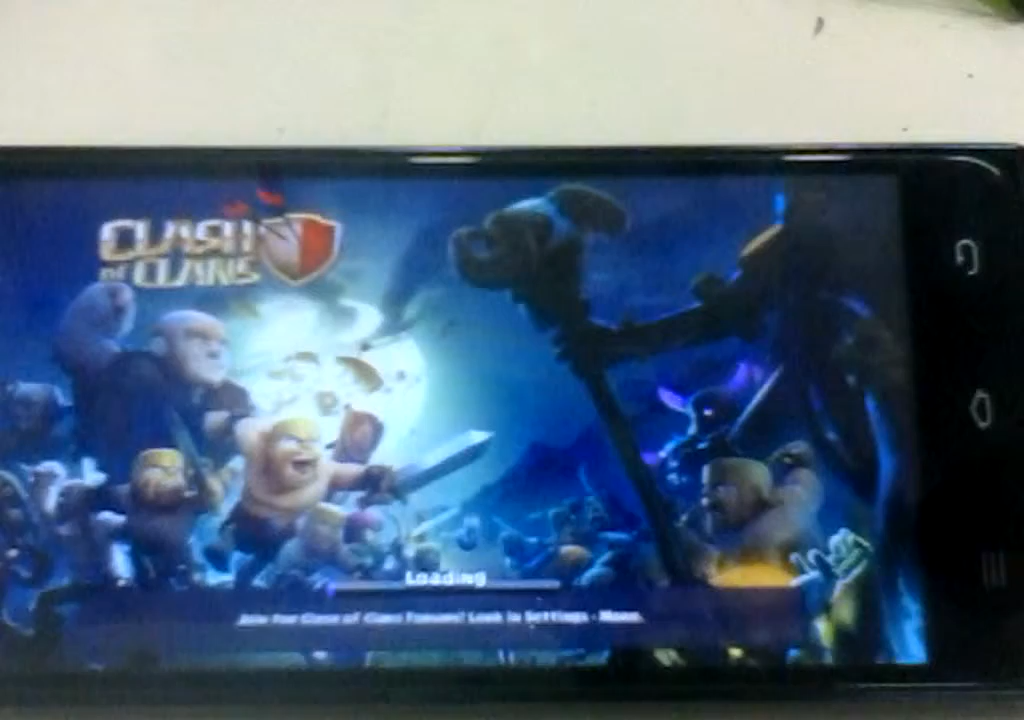 CLASH
OF CLANS
Loading
Join the Clash of Clans Forums! Look in Settings - More.